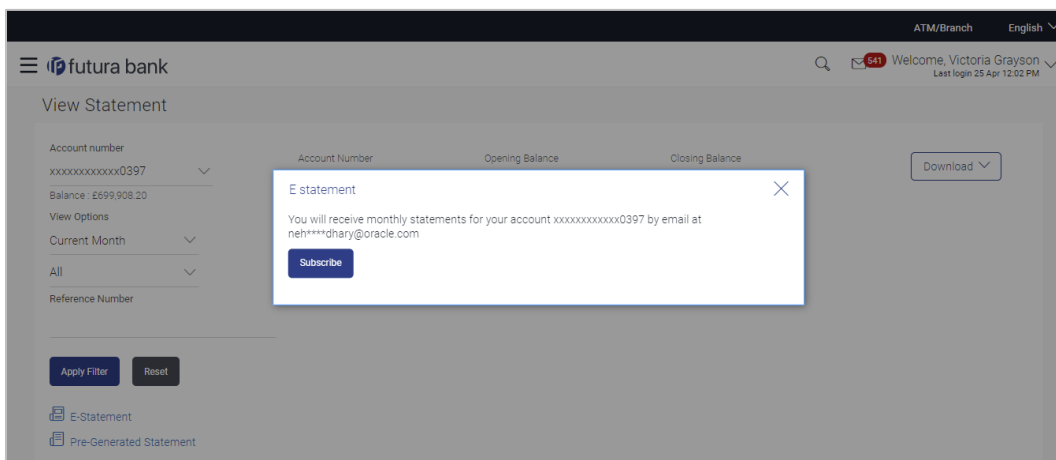 ATM/Branch English
futura bank
541 Welcome, Victoria Grayson
Last login 25 Apr 12:02 PM
View Statement
Account number
xxxxxxxxxxxx0397
Balance : £699,908.20
View Options
Current Month
All
Reference Number
Apply Filter Reset
E-Statement
Pre-Generated Statement
Account Number Opening Balance Closing Balance
Download
E statement
You will receive monthly statements for your account xxxxxxxxxxxx0397 by email at
neh****dhary@oracle.com
Subscribe